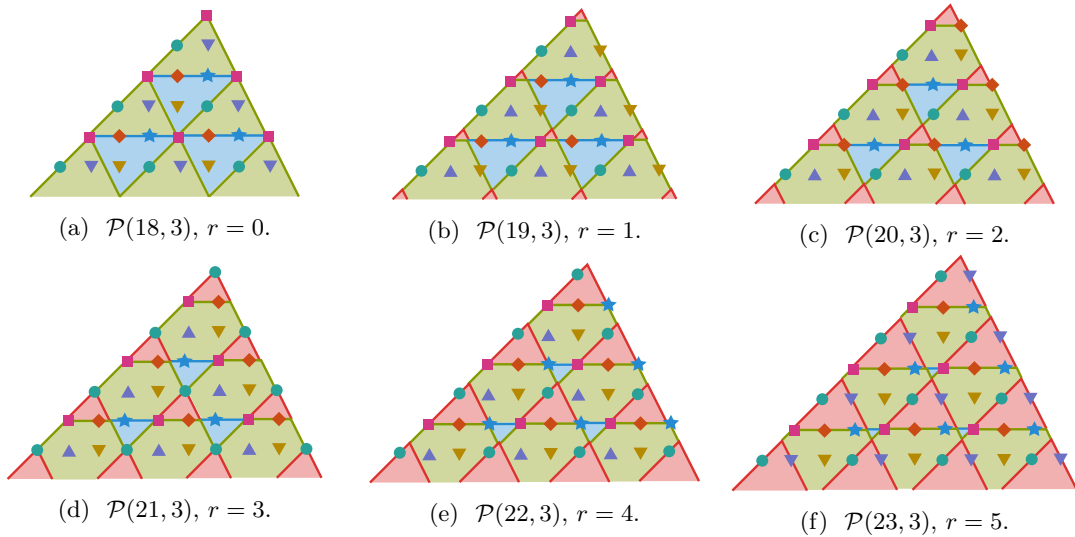 (a) 𝒫(18, 3), r = 0.
(b) 𝒫(19, 3), r = 1.
(c) 𝒫(20, 3), r = 2.
(d) 𝒫(21, 3), r = 3.
(e) 𝒫(22, 3), r = 4.
(f) 𝒫(23, 3), r = 5.